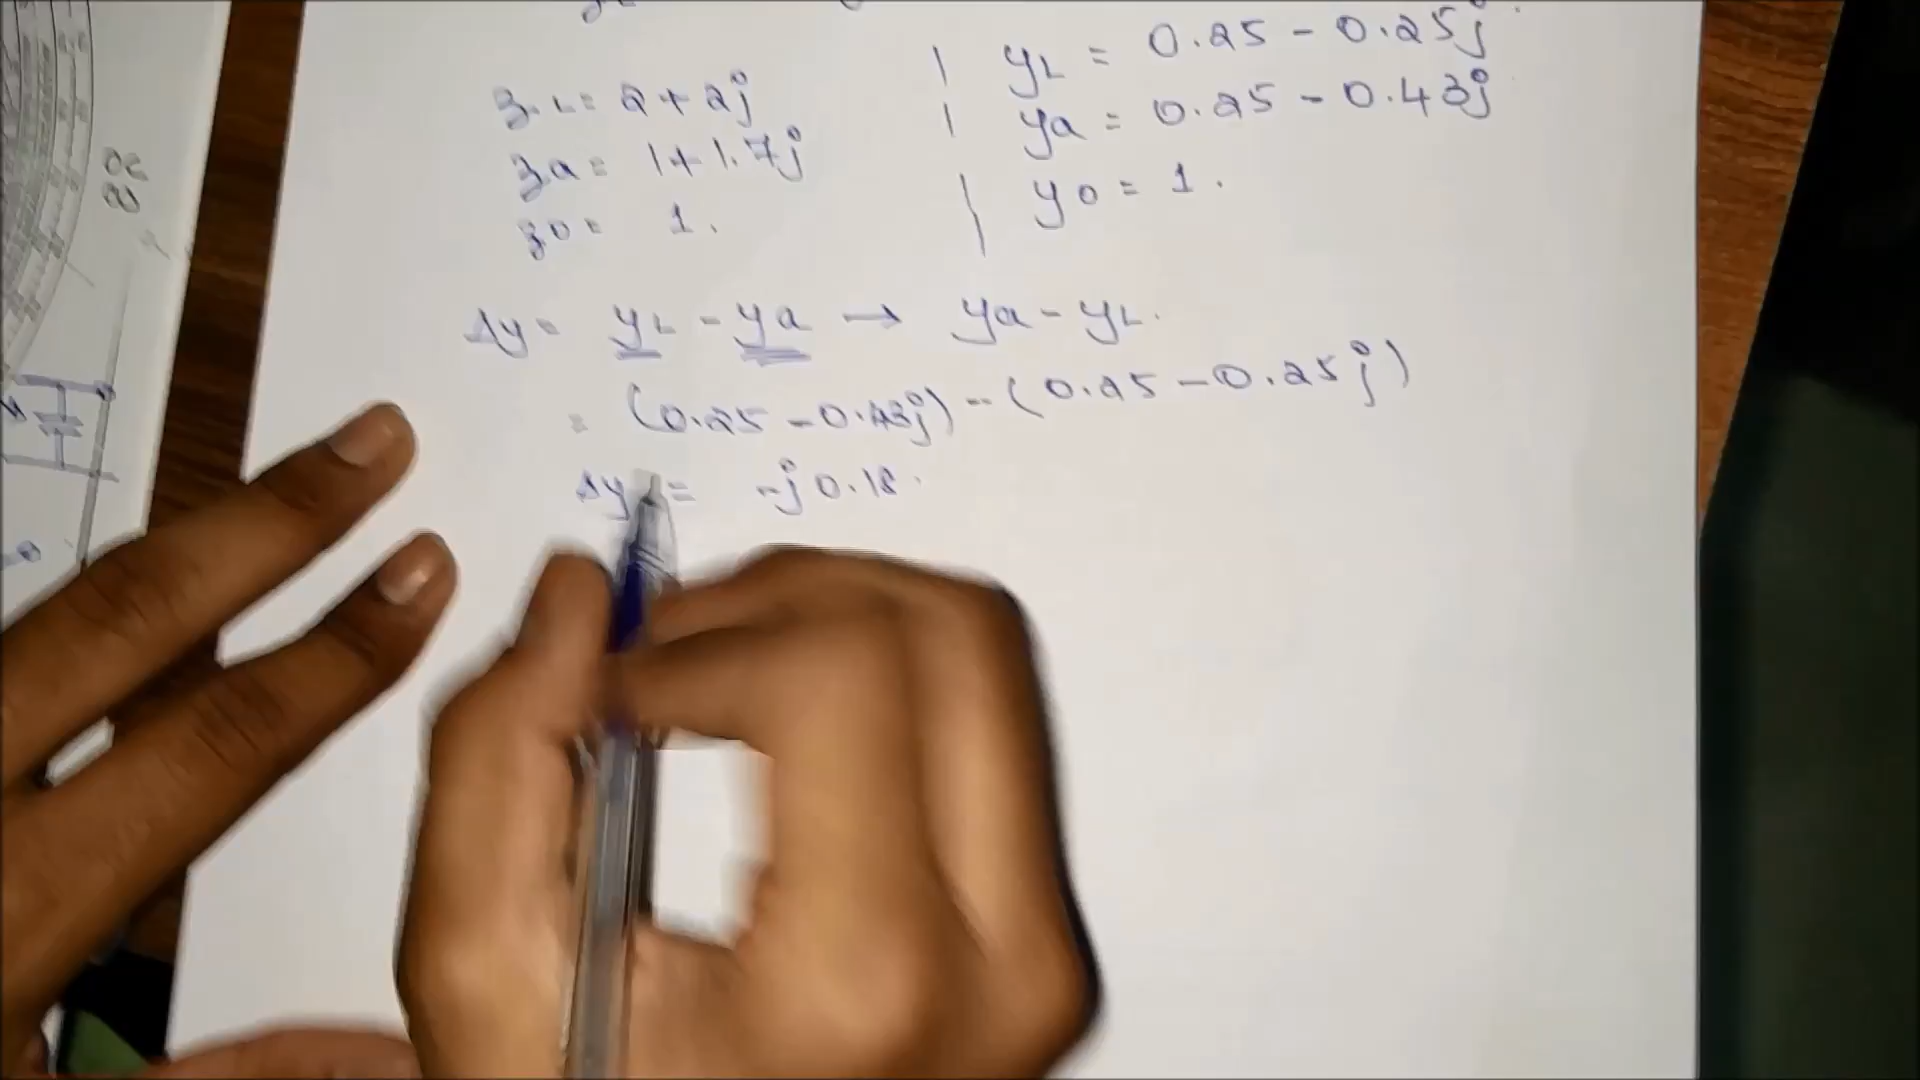 zL = 2 + 2j | yL = 0.25 - 0.25j
za = 1 + 1.7j | ya = 0.25 - 0.43j
z0 = 1. | y0 = 1.
Δy = yL - ya → ya - yL.
= (0.25 - 0.43j) - (0.25 - 0.25j)
Δy = -j0.18.